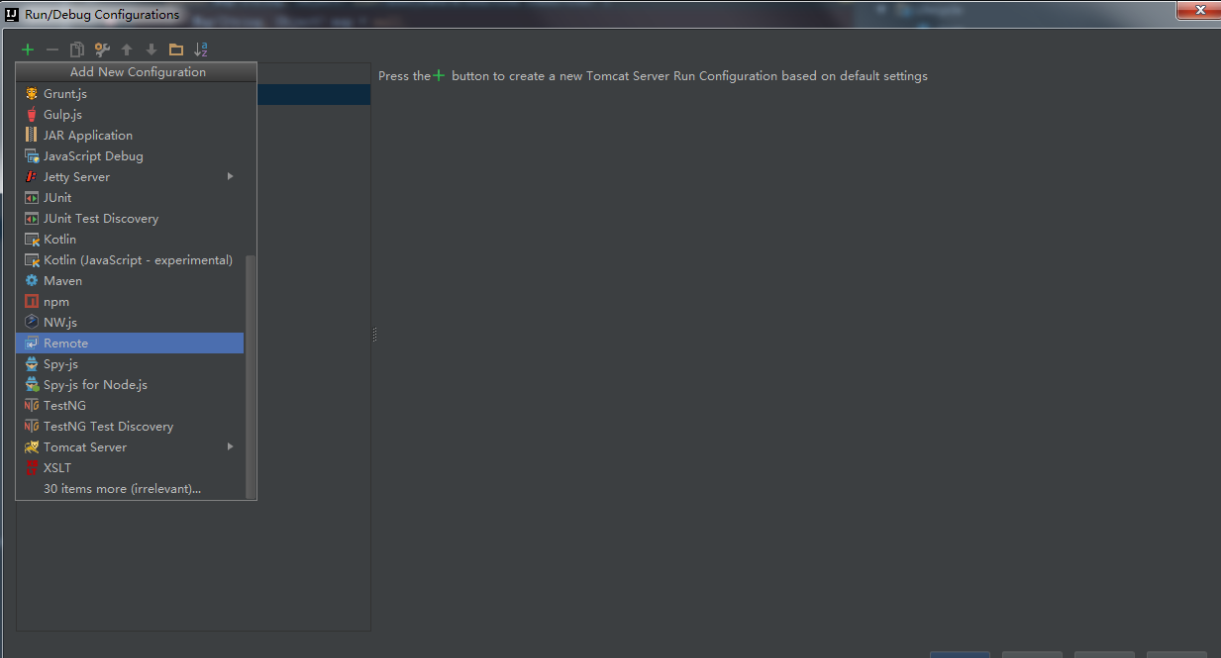 Run/Debug Configurations
Add New Configuration
Press the + button to create a new Tomcat Server Run Configuration based on default settings
Grunt.js
Gulp.js
JAR Application
JavaScript Debug
Jetty Server
JUnit
JUnit Test Discovery
Kotlin
Kotlin (JavaScript - experimental)
Maven
npm
NW.js
Remote
Spy-js
Spy-js for Node.js
TestNG
TestNG Test Discovery
Tomcat Server
XSLT
30 items more (irrelevant)...